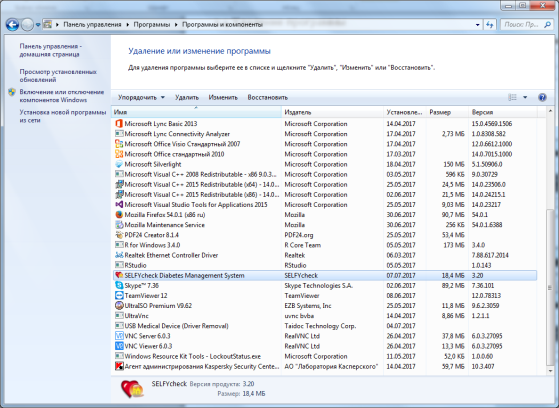 Панель управления ▸ Программы ▸ Программы и компоненты
Поиск: Пр...
Панель управления - домашняя страница
Просмотр установленных обновлений
Включение или отключение компонентов Windows
Установка новой программы из сети
Удаление или изменение программы
Для удаления программы выберите ее в списке и щелкните "Удалить", "Изменить" или "Восстановить".
Упорядочить Удалить Изменить Восстановить
Имя Издатель Установле... Размер Версия
Microsoft Lync Basic 2013 Microsoft Corporation 14.04.2017 15.0.4569.1506
Microsoft Lync Connectivity Analyzer Microsoft Corporation 14.04.2017 2,73 МБ 1.0.8308.582
Microsoft Office Visio Стандартный 2007 Microsoft Corporation 17.04.2017 12.0.6612.1000
Microsoft Office стандартный 2010 Microsoft Corporation 17.03.2017 14.0.7015.1000
Microsoft Silverlight Microsoft Corporation 18.04.2017 150 МБ 5.1.50906.0
Microsoft Visual C++ 2008 Redistributable - x86 9.0.3... Microsoft Corporation 03.05.2017 596 КБ 9.0.30729
Microsoft Visual C++ 2015 Redistributable (x64) - 14.0... Microsoft Corporation 25.05.2017 24,5 МБ 14.0.23506.0
Microsoft Visual C++ 2015 Redistributable (x86) - 14.0... Microsoft Corporation 02.06.2017 21,5 МБ 14.0.24215.1
Microsoft Visual Studio Tools for Applications 2015 Microsoft Corporation 25.05.2017 9,03 МБ 14.0.23217
Mozilla Firefox 54.0.1 (x86 ru) Mozilla 03.07.2017 90,7 МБ 54.0.1
Mozilla Maintenance Service Mozilla 03.07.2017 256 КБ 54.0.1.6388
PDF24 Creator 8.1.4 PDF24.org 25.05.2017 53,4 МБ
R for Windows 3.4.0 R Core Team 05.05.2017 173 МБ 3.4.0
Realtek Ethernet Controller Driver Realtek 06.03.2017 7.88.617.2014
RStudio RStudio 05.05.2017 1.0.143
SELFYcheck Diabetes Management System SELFYcheck 07.07.2017 18,4 МБ 3.20
Skype™ 7.36 Skype Technologies S.A. 02.06.2017 89,2 МБ 7.36.101
TeamViewer 12 TeamViewer 08.06.2017 12.0.78313
UltraISO Premium V9.62 EZB Systems, Inc 25.05.2017 11,8 МБ 9.6.2.3059
UltraVnc uvnc bvba 14.04.2017 8,86 МБ 1.2.1.1
USB Medical Device (Driver Removal) Taidoc Technology Corp. 04.07.2017
VNC Server 6.0.3 RealVNC Ltd 26.04.2017 37,8 МБ 6.0.3.27095
VNC Viewer 6.0.3 RealVNC Ltd 26.04.2017 13,3 МБ 6.0.3.27095
Windows Resource Kit Tools - LockoutStatus.exe Microsoft Corporation 11.05.2017 52,0 КБ 1.0.0.60
Агент администрирования Kaspersky Security Cente... АО "Лаборатория Касперского" 14.04.2017 59,7 МБ 10.3.407
SELFYcheck Версия продукта: 3.20
Размер: 18,4 МБ